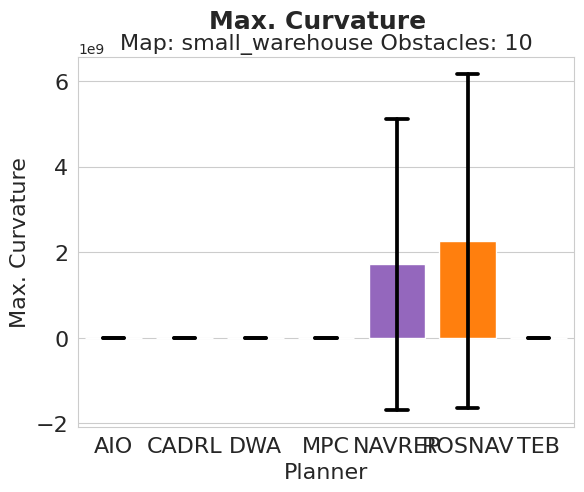 Max. Curvature
Map: small_warehouse Obstacles: 10
1e9
6
4
2
0
−2
Max. Curvature
AIO CADRL DWA MPC NAVREP ROSNAV TEB
Planner